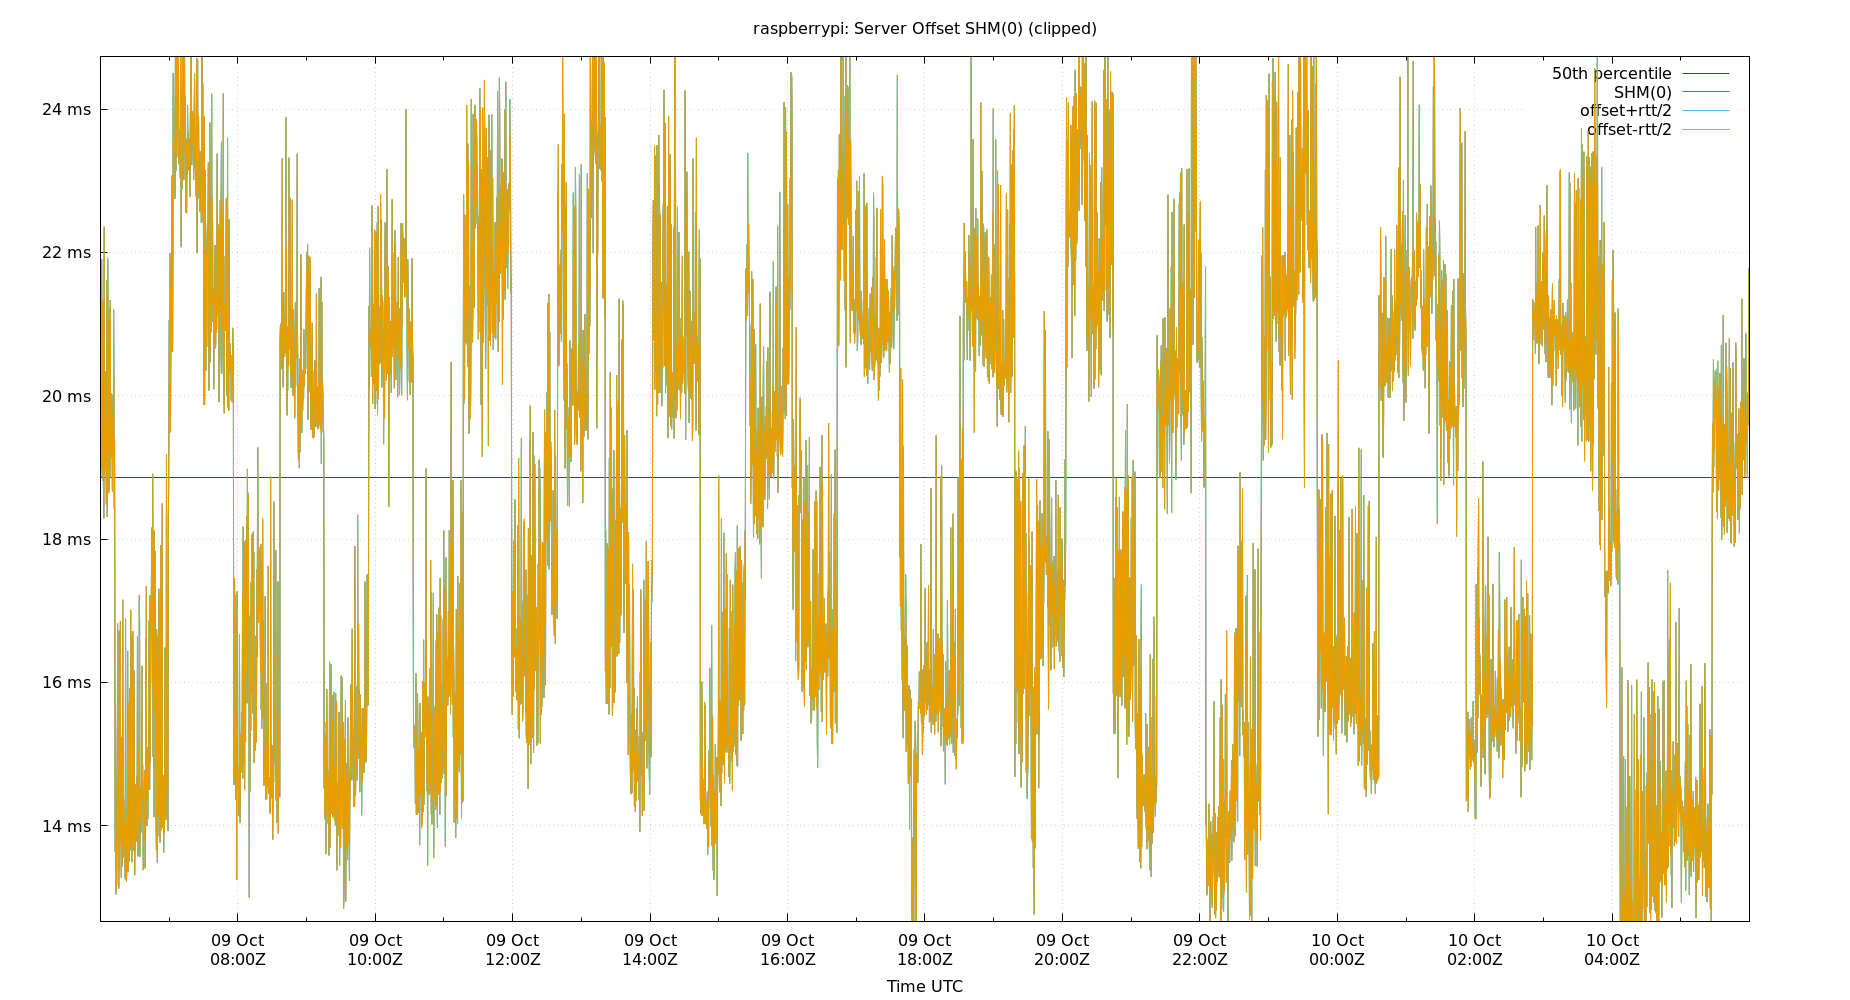 raspberrypi: Server Offset SHM(0) (clipped)
50th percentile
SHM(0)
offset+rtt/2
offset-rtt/2
24 ms
22 ms
20 ms
18 ms
16 ms
14 ms
09 Oct 09 Oct 09 Oct 09 Oct 09 Oct 09 Oct 09 Oct 09 Oct 10 Oct 10 Oct 10 Oct
08:00Z 10:00Z 12:00Z 14:00Z 16:00Z 18:00Z 20:00Z 22:00Z 00:00Z 02:00Z 04:00Z
Time UTC